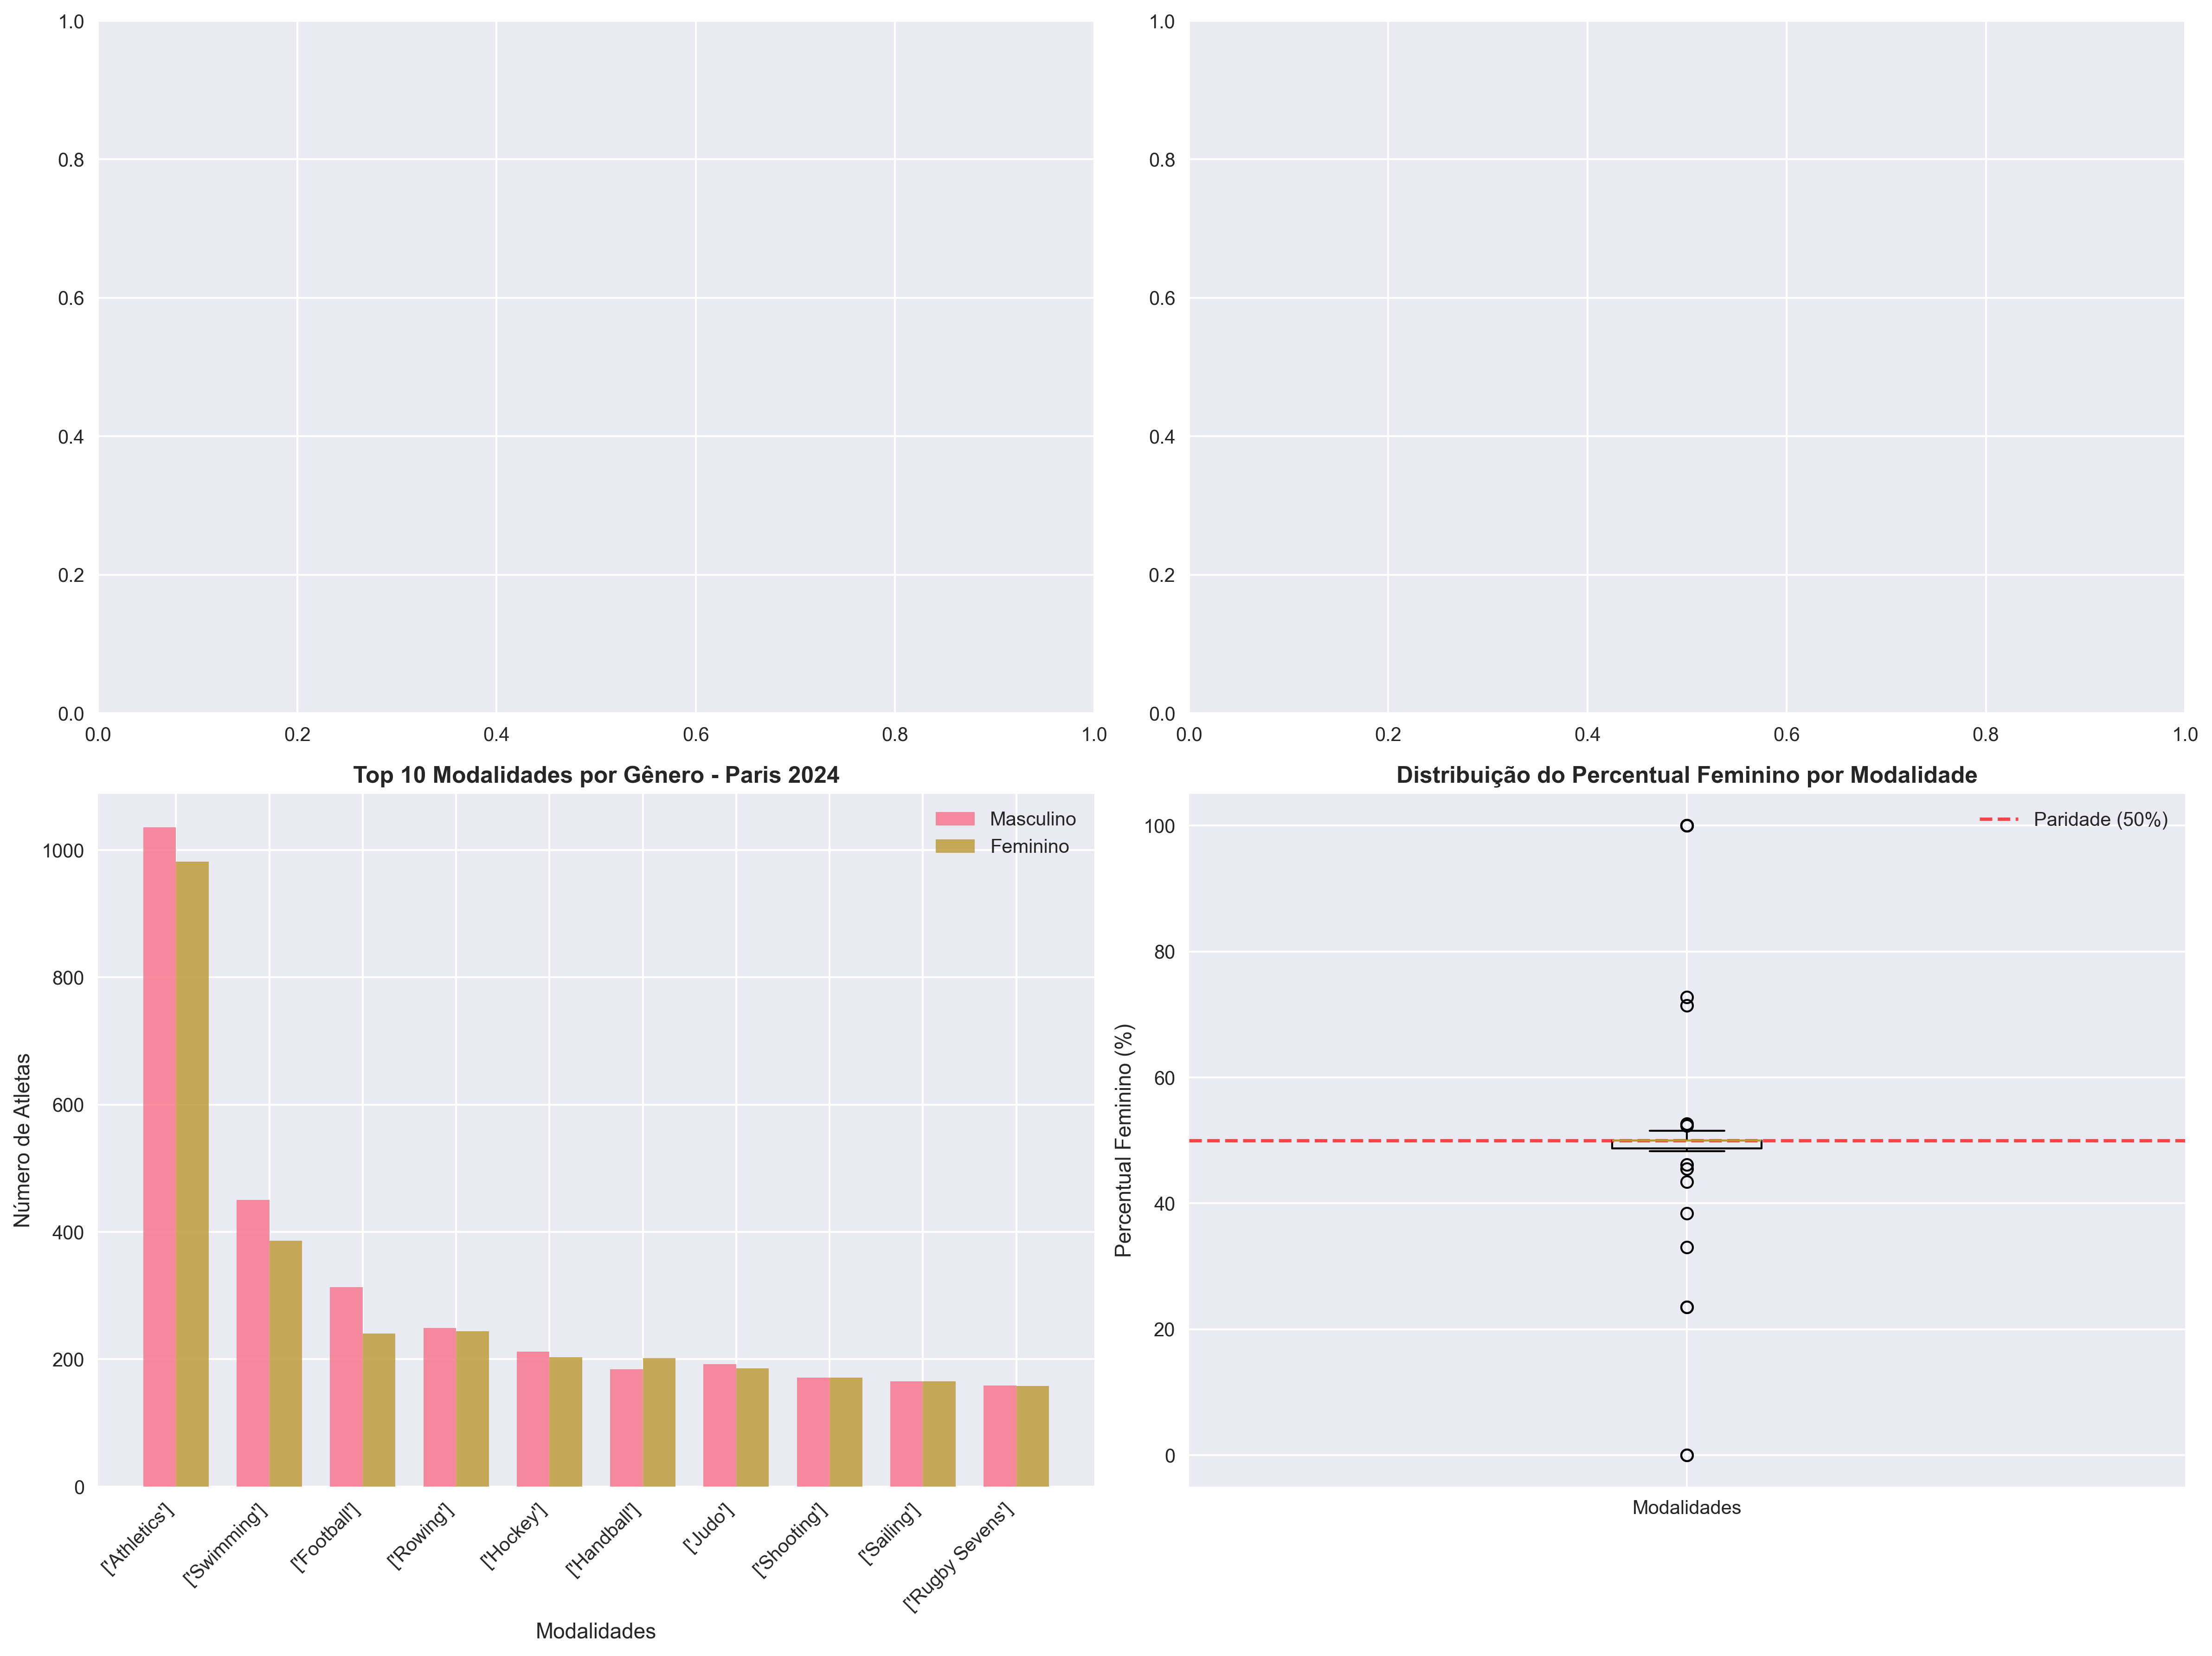 1.0
0.8
0.6
0.4
0.2
0.0
0.0 0.2 0.4 0.6 0.8 1.0
1.0
0.8
0.6
0.4
0.2
0.0
0.0 0.2 0.4 0.6 0.8 1.0
Top 10 Modalidades por Gênero - Paris 2024
Masculino
Feminino
Número de Atletas
1000
800
600
400
200
0
['Athletics']
['Swimming']
['Football']
['Rowing']
['Hockey']
['Handball']
['Judo']
['Shooting']
['Sailing']
['Rugby Sevens']
Modalidades
Distribuição do Percentual Feminino por Modalidade
Paridade (50%)
Percentual Feminino (%)
100
80
60
40
20
0
Modalidades